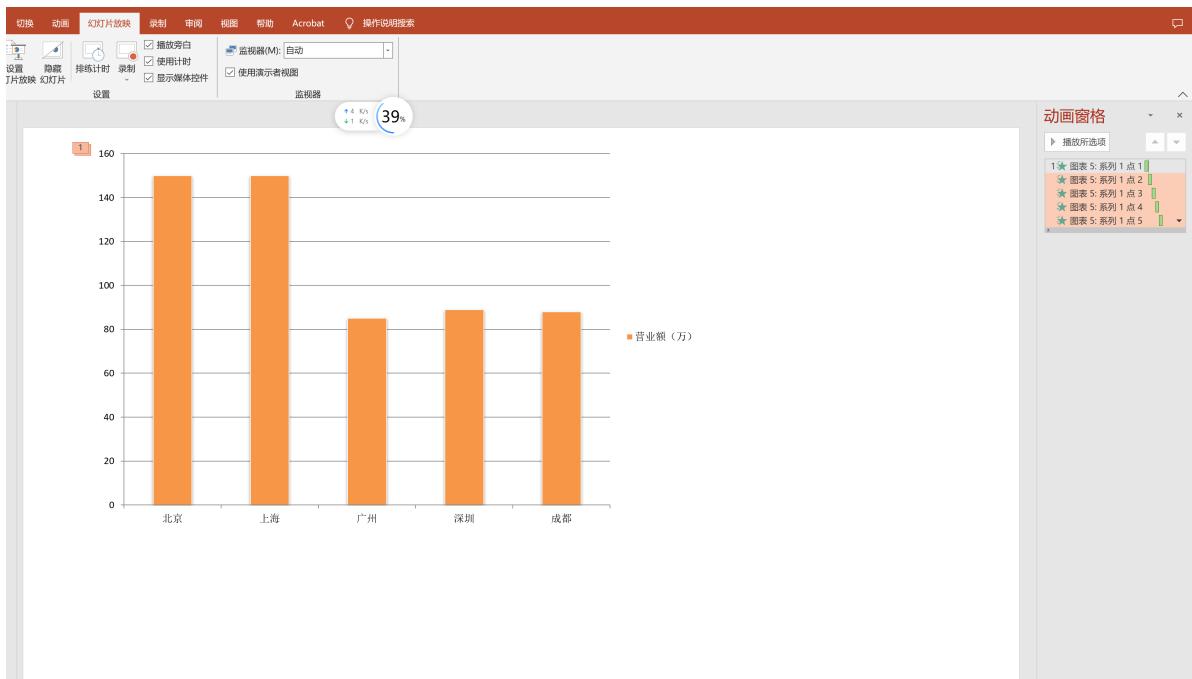 切换 动画 幻灯片放映 录制 审阅 视图 帮助 Acrobat 操作说明搜索
设置
灯片放映
隐藏
幻灯片
排练计时
录制
播放旁白
使用计时
显示媒体控件
设置
监视器(M): 自动
使用演示者视图
监视器
4 K/s
1 K/s
39%
动画窗格
播放所选项
1 图表 5: 系列 1 点 1
图表 5: 系列 1 点 2
图表 5: 系列 1 点 3
图表 5: 系列 1 点 4
图表 5: 系列 1 点 5
1
160
140
120
100
80
60
40
20
0
北京 上海 广州 深圳 成都
营业额（万）